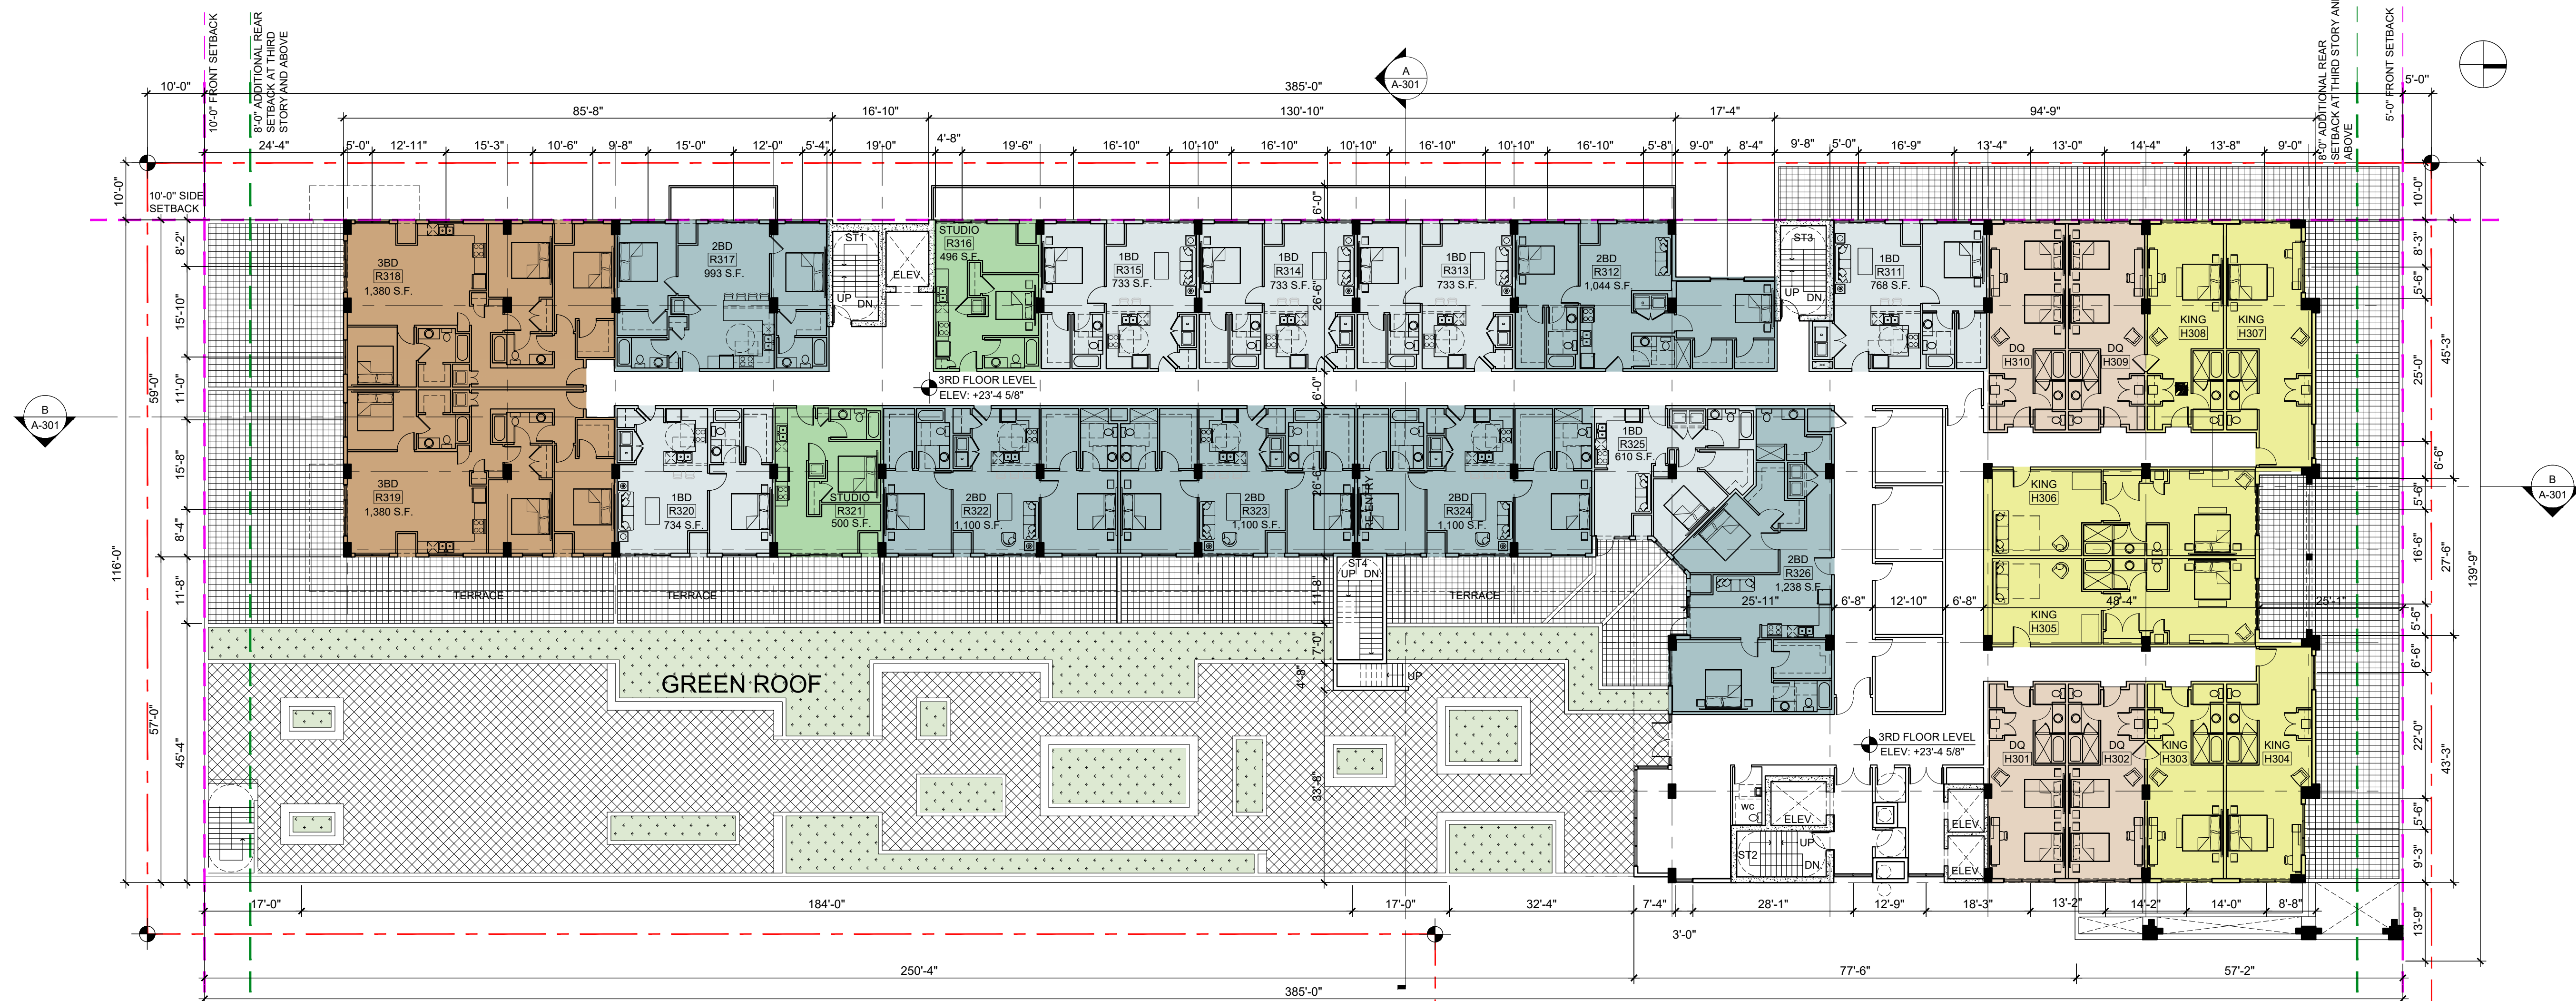 10'-0" FRONT SETBACK
8'-0" ADDITIONAL REAR
SETBACK AT THIRD
STORY AND ABOVE
8'-0" ADDITIONAL REAR
SETBACK AT THIRD STORY AND
ABOVE
5'-0" FRONT SETBACK
A
A-301
10'-0"
385'-0"
5'-0"
85'-8"
16'-10"
130'-10"
17'-4"
94'-9"
24'-4"
5'-0"
12'-11"
15'-3"
10'-6"
9'-8"
15'-0"
12'-0"
5'-4"
19'-0"
4'-8"
19'-6"
16'-10"
10'-10"
16'-10"
10'-10"
16'-10"
10'-10"
16'-10"
5'-8"
9'-0"
8'-4"
9'-8"
5'-0"
16'-9"
13'-4"
13'-0"
14'-4"
13'-8"
9'-0"
10'-0"
10'-0" SIDE
SETBACK
6'-0"
10'-0"
8'-2"
15'-10"
11'-0"
15'-8"
8'-4"
11'-8"
45'-4"
59'-0"
57'-0"
116'-0"
B
A-301
3BD
R318
1,380 S.F.
2BD
R317
993 S.F.
ST1
UP
DN.
ELEV.
STUDIO
R316
496 S.F.
1BD
R315
733 S.F.
1BD
R314
733 S.F.
26'-6"
1BD
R313
733 S.F.
2BD
R312
1,044 S.F.
ST3
UP
DN.
1BD
R311
768 S.F.
DQ
H310
DQ
H309
KING
H308
KING
H307
3RD FLOOR LEVEL
ELEV: +23'-4 5/8"
6'-0"
3BD
R319
1,380 S.F.
1BD
R320
734 S.F.
STUDIO
R321
500 S.F.
2BD
R322
1,100 S.F.
2BD
R323
1,100 S.F.
26'-6"
RE-ENTRY
2BD
R324
1,100 S.F.
1BD
R325
610 S.F.
2BD
R326
1,238 S.F.
25'-11"
6'-8"
12'-10"
6'-8"
48'-4"
25'-1"
KING
H306
KING
H305
8'-3"
5'-6"
25'-0"
6'-6"
5'-6"
16'-6"
5'-6"
6'-6"
22'-0"
5'-6"
9'-3"
13'-9"
45'-3"
27'-6"
43'-3"
139'-9"
B
A-301
TERRACE
TERRACE
TERRACE
ST4
UP
DN.
11'-8"
7'-0"
4'-8"
33'-8"
UP
GREEN ROOF
3RD FLOOR LEVEL
ELEV: +23'-4 5/8"
DQ
H301
DQ
H302
KING
H303
KING
H304
WC
ELEV.
ST2
UP
DN.
ELEV.
ELEV.
17'-0"
184'-0"
17'-0"
32'-4"
7'-4"
28'-1"
12'-9"
18'-3"
13'-2"
14'-2"
14'-0"
8'-8"
3'-0"
250'-4"
77'-6"
57'-2"
385'-0"